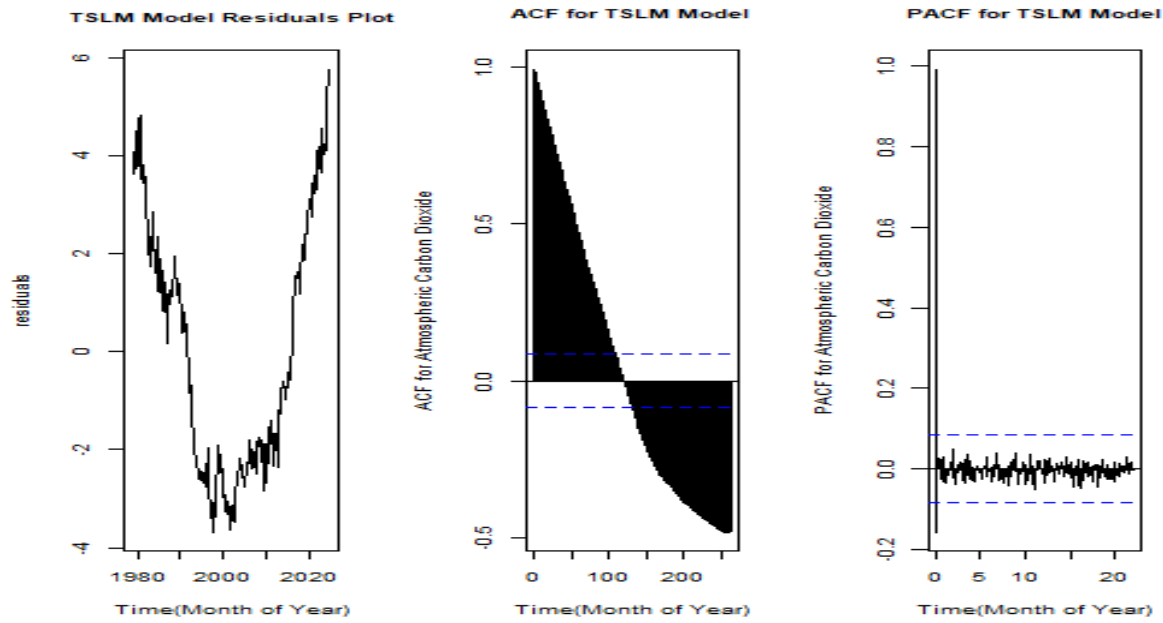 TSLM Model Residuals Plot
residuals
6
4
2
0
-2
-4
1980 2000 2020
Time(Month of Year)
ACF for TSLM Model
ACF for Atmospheric Carbon Dioxide
1.0
0.5
0.0
-0.5
0 100 200
Time(Month of Year)
PACF for TSLM Model
PACF for Atmospheric Carbon Dioxide
1.0
0.8
0.6
0.4
0.2
0.0
-0.2
0 5 10 20
Time(Month of Year)